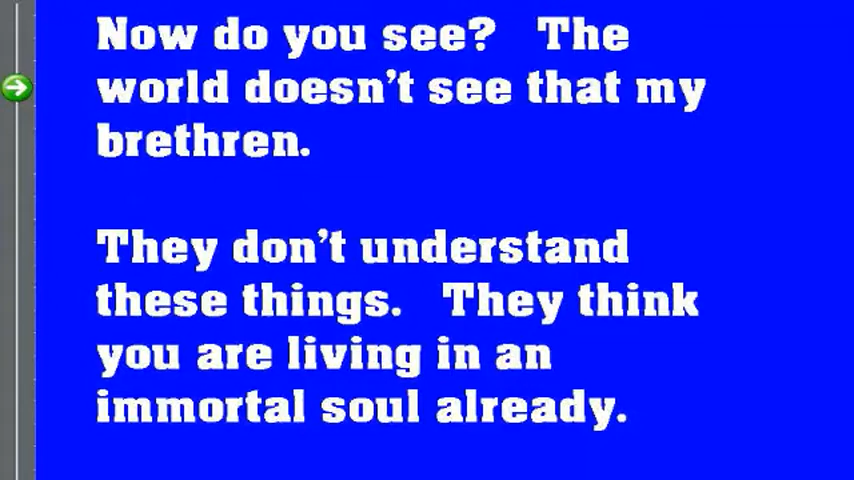 Now do you see?   The
world doesn't see that my
brethren.
They don't understand
these things.   They think
you are living in an
immortal soul already.